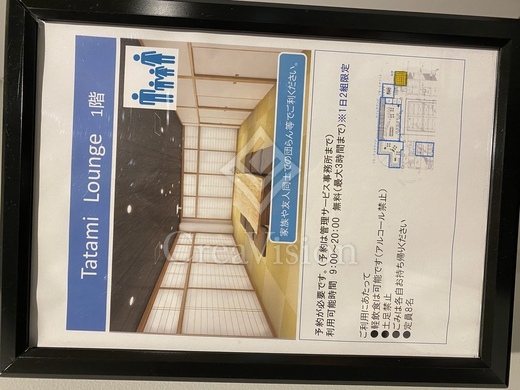 Tatami Lounge 1階
家族や友人同士での団らん等でご利ください。
予約が必要です。(予約は管理サービス事務所まで)
利用可能時間 9:00～20:00 無料(最大3時間まで)※1日2組限定
ご利用にあたって
●軽飲食は可能です(アルコール禁止)
●土足禁止
●ごみは各自お持ち帰りください
●定員8名
CreaVision